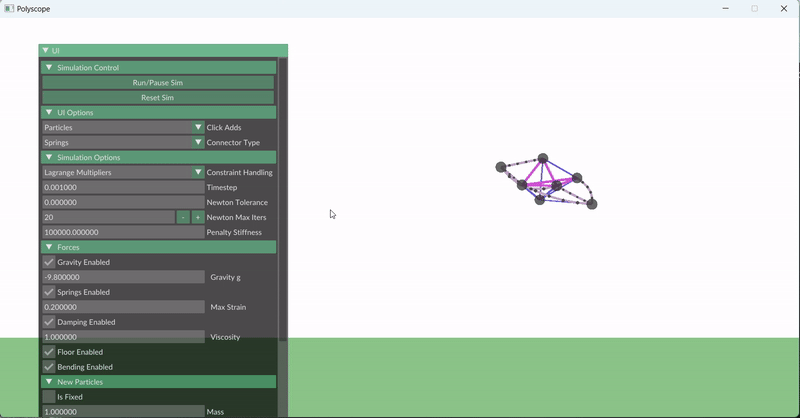 Polyscope
UI
Simulation Control
Run/Pause Sim
Reset Sim
UI Options
Particles Click Adds
Springs Connector Type
Simulation Options
Lagrange Multipliers Constraint Handling
0.001000 Timestep
0.000000 Newton Tolerance
20 - + Newton Max Iters
100000.000000 Penalty Stiffness
Forces
Gravity Enabled
-9.800000 Gravity g
Springs Enabled
0.200000 Max Strain
Damping Enabled
1.000000 Viscosity
Floor Enabled
Bending Enabled
New Particles
Is Fixed
1.000000 Mass